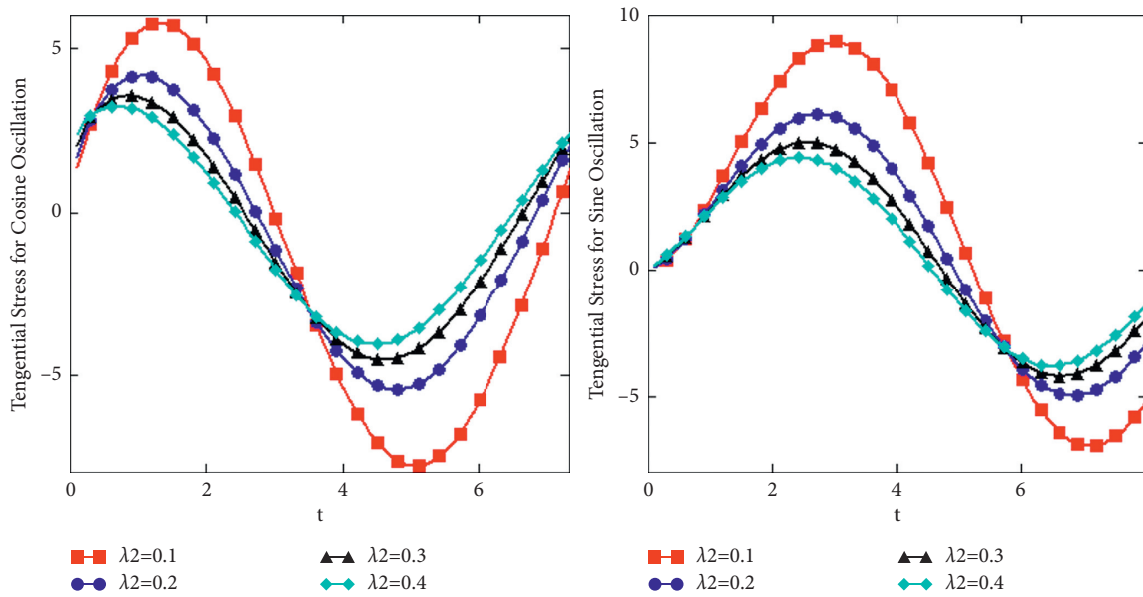 Tengential Stress for Cosine Oscillation
5
0
−5
0
2
4
6
t
λ2=0.1
λ2=0.2
λ2=0.3
λ2=0.4
Tengential Stress for Sine Oscillation
10
5
0
−5
0
2
4
6
t
λ2=0.1
λ2=0.2
λ2=0.3
λ2=0.4